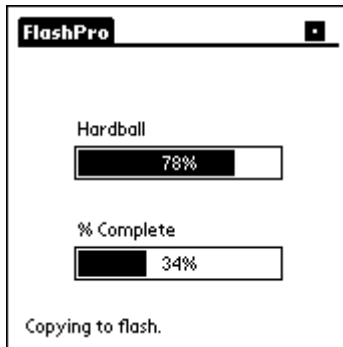 FlashPro
Hardball
78%
% Complete
34%
Copying to flash.